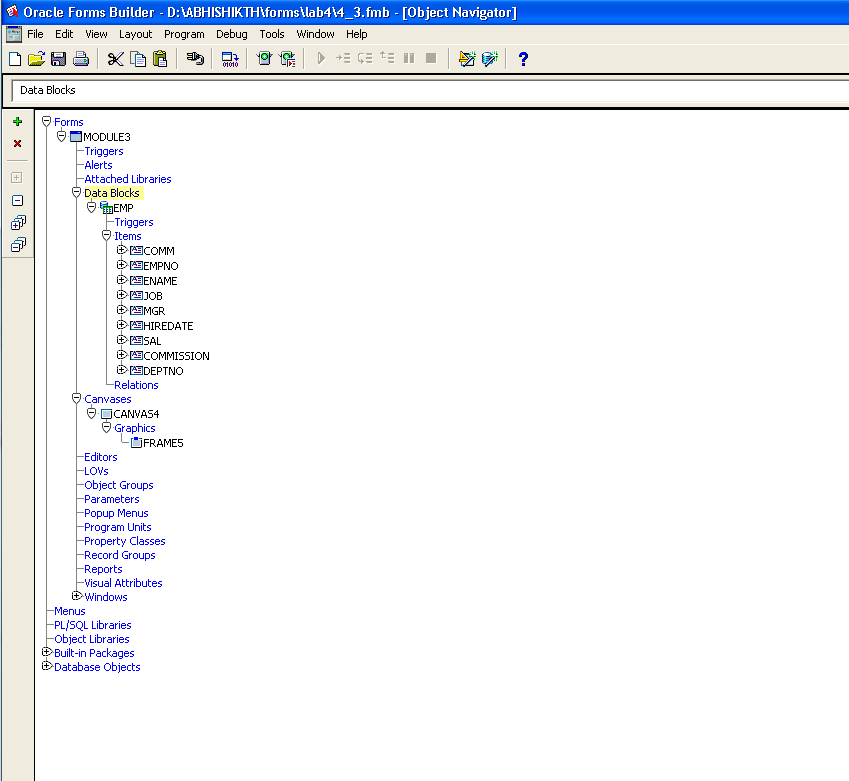 Oracle Forms Builder - D:\ABHISHIKTH\forms\lab4\4_3.fmb - [Object Navigator]
File Edit View Layout Program Debug Tools Window Help
Data Blocks
Forms
MODULE3
Triggers
Alerts
Attached Libraries
Data Blocks
EMP
Triggers
Items
COMM
EMPNO
ENAME
JOB
MGR
HIREDATE
SAL
COMMISSION
DEPTNO
Relations
Canvases
CANVAS4
Graphics
FRAME5
Editors
LOVs
Object Groups
Parameters
Popup Menus
Program Units
Property Classes
Record Groups
Reports
Visual Attributes
Windows
Menus
PL/SQL Libraries
Object Libraries
Built-in Packages
Database Objects